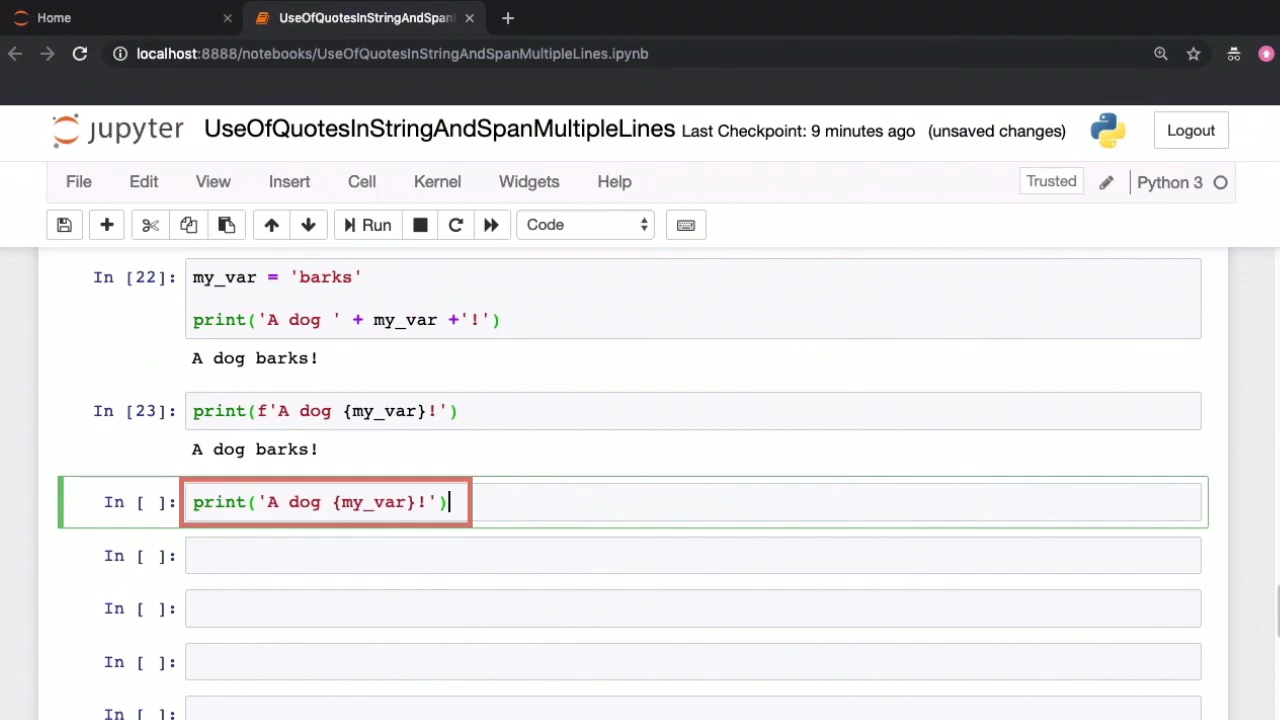 Home
UseOfQuotesInStringAndSpan
localhost:8888/notebooks/UseOfQuotesInStringAndSpanMultipleLines.ipynb
jupyter UseOfQuotesInStringAndSpanMultipleLines Last Checkpoint: 9 minutes ago (unsaved changes) Logout
File Edit View Insert Cell Kernel Widgets Help Trusted Python 3
Run Code
In [22]: my_var = 'barks'
print('A dog ' + my_var +'!')
A dog barks!
In [23]: print(f'A dog {my_var}!')
A dog barks!
In [ ]: print('A dog {my_var}!')
In [ ]:
In [ ]:
In [ ]:
In [ ]: